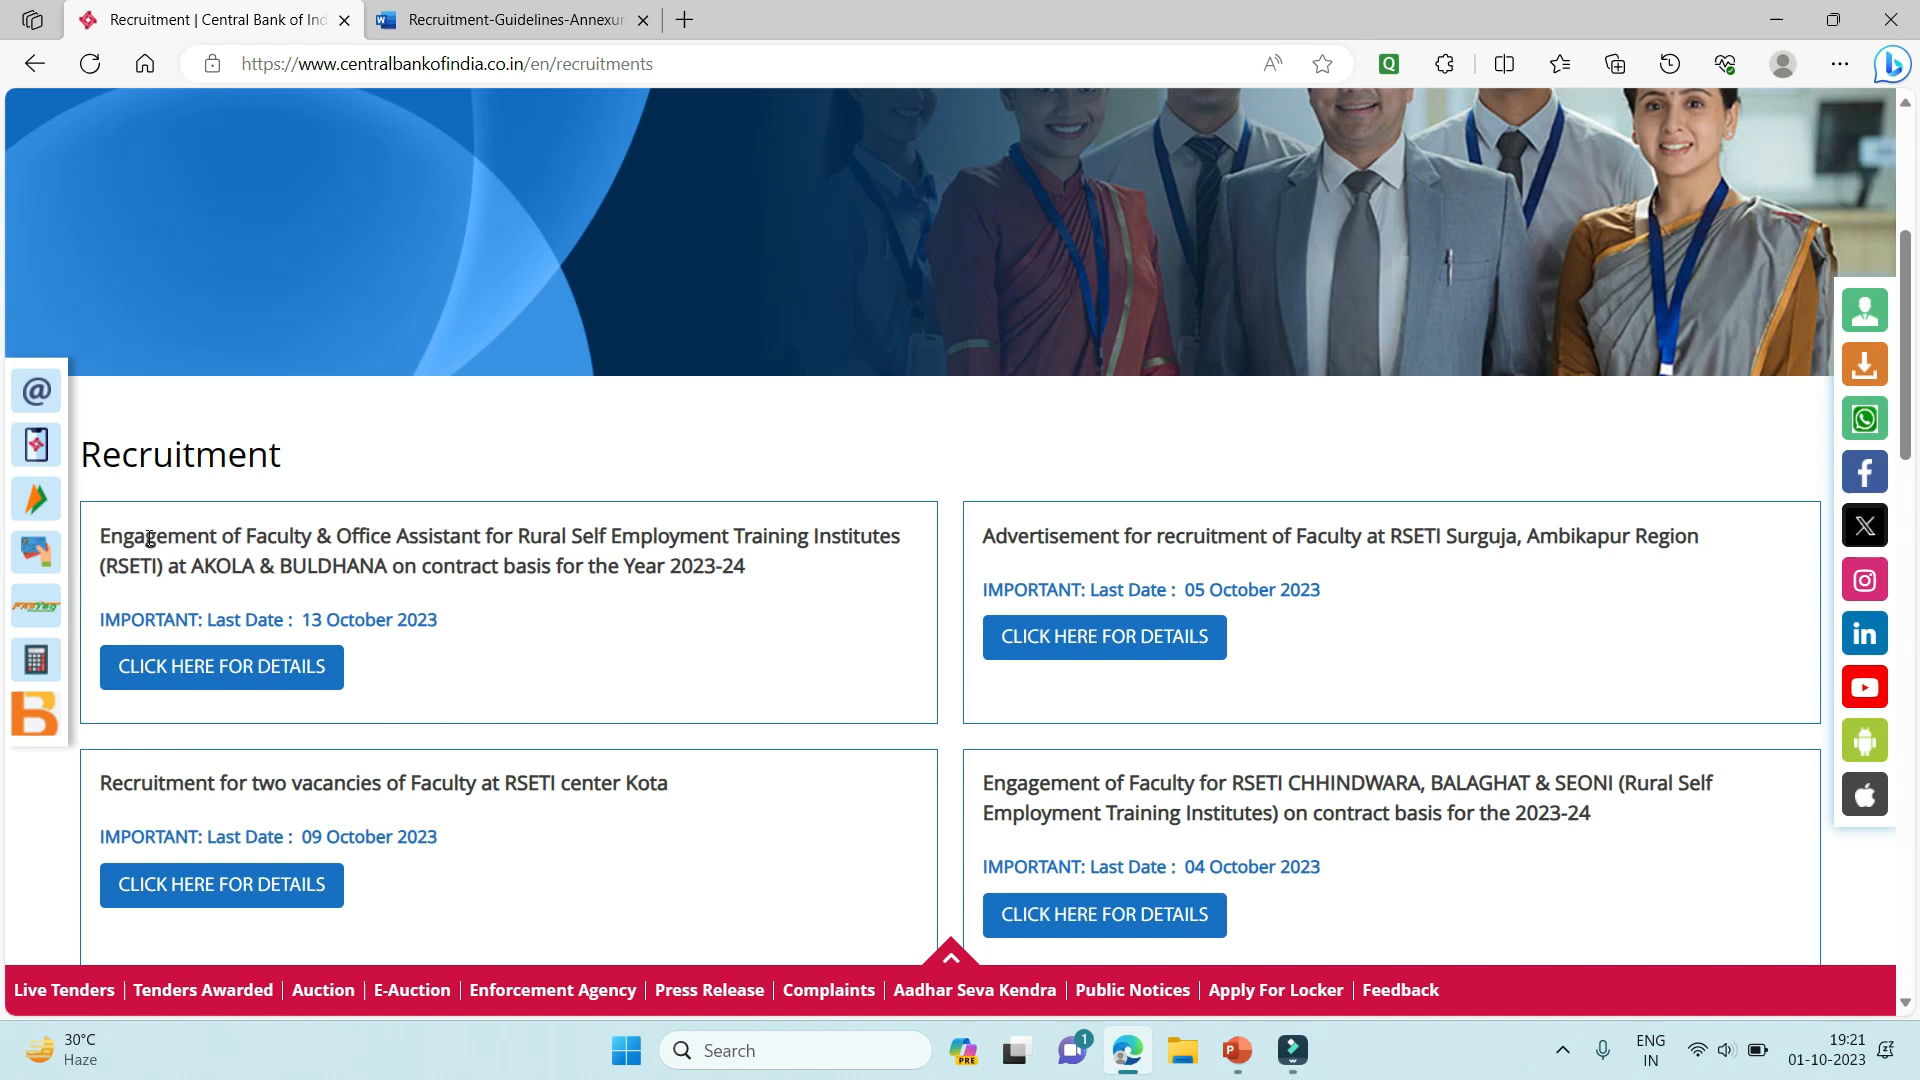 Recruitment | Central Bank of Ind
Recruitment-Guidelines-Annexur
https://www.centralbankofindia.co.in/en/recruitments
Recruitment
Engagement of Faculty & Office Assistant for Rural Self Employment Training Institutes
(RSETI) at AKOLA & BULDHANA on contract basis for the Year 2023-24
IMPORTANT: Last Date : 13 October 2023
CLICK HERE FOR DETAILS
Advertisement for recruitment of Faculty at RSETI Surguja, Ambikapur Region
IMPORTANT: Last Date : 05 October 2023
CLICK HERE FOR DETAILS
Recruitment for two vacancies of Faculty at RSETI center Kota
IMPORTANT: Last Date : 09 October 2023
CLICK HERE FOR DETAILS
Engagement of Faculty for RSETI CHHINDWARA, BALAGHAT & SEONI (Rural Self
Employment Training Institutes) on contract basis for the 2023-24
IMPORTANT: Last Date : 04 October 2023
CLICK HERE FOR DETAILS
Live Tenders | Tenders Awarded | Auction | E-Auction | Enforcement Agency | Press Release | Complaints | Aadhar Seva Kendra | Public Notices | Apply For Locker | Feedback
30°C
Haze
Search
PRE
1
ENG
IN
19:21
01-10-2023